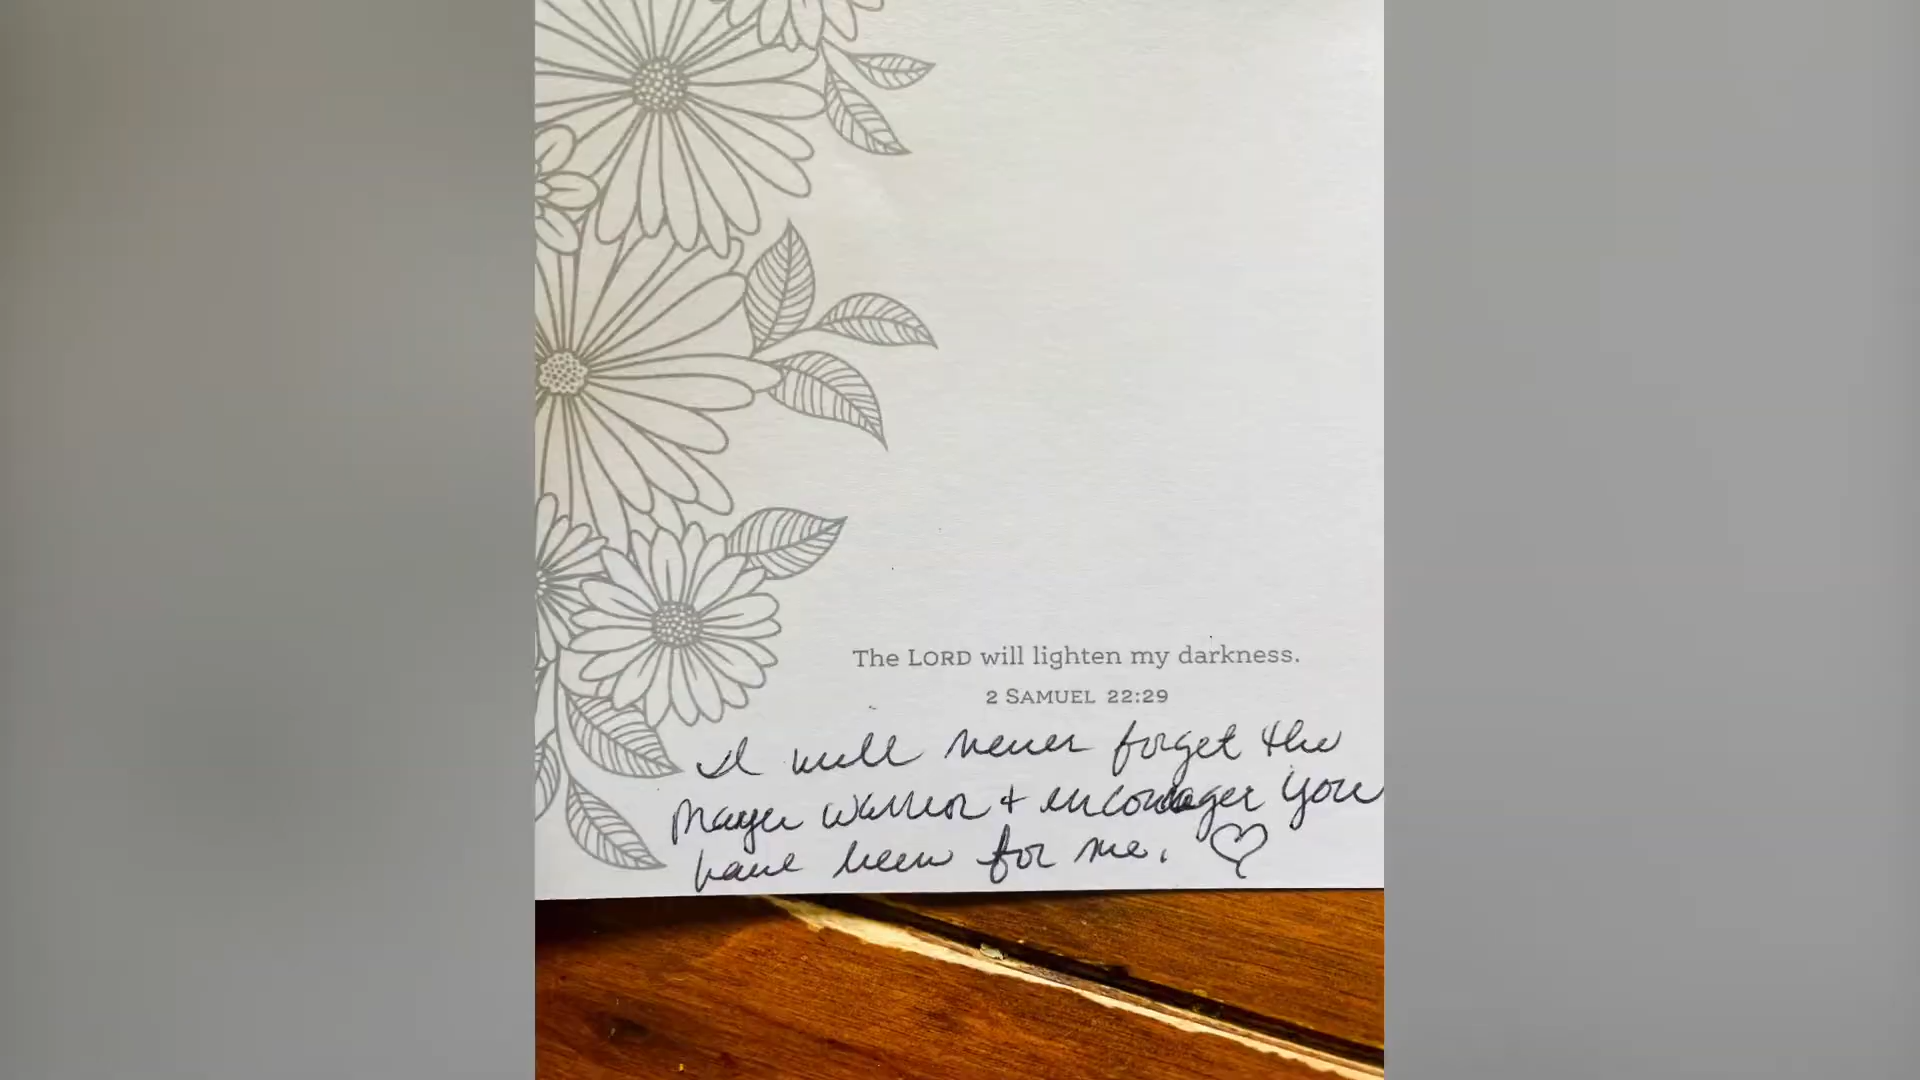 The LORD will lighten my darkness.
2 SAMUEL 22:29
I will never forget the
prayer warrior & encourager you
have been for me. ♡